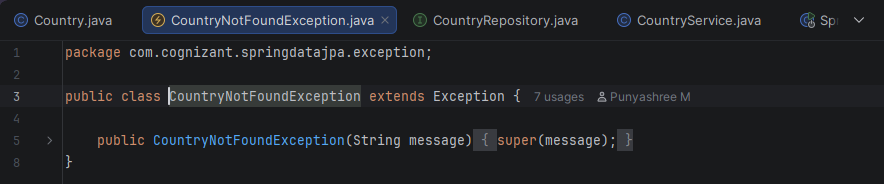 Country.java CountryNotFoundException.java CountryRepository.java CountryService.java
1 package com.cognizant.springdatajpa.exception;
2
3 public class CountryNotFoundException extends Exception { 7 usages Punyashree M
4
5 public CountryNotFoundException(String message) { super(message); }
8 }